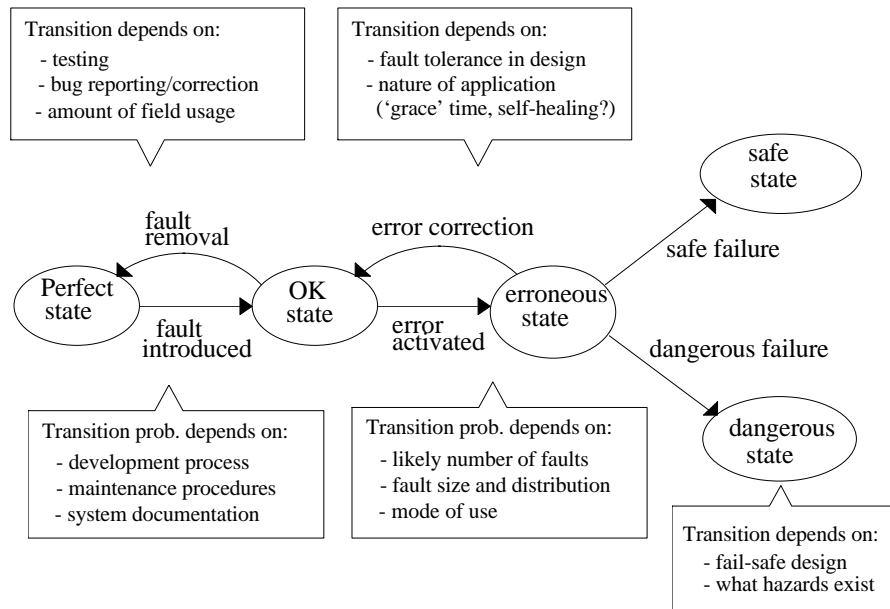 Transition depends on:
- testing
- bug reporting/correction
- amount of field usage
Transition depends on:
- fault tolerance in design
- nature of application
(‘grace’ time, self-healing?)
safe
state
fault
removal
error correction
safe failure
Perfect
state
OK
state
erroneous
state
fault
introduced
error
activated
dangerous failure
dangerous
state
Transition prob. depends on:
- development process
- maintenance procedures
- system documentation
Transition prob. depends on:
- likely number of faults
- fault size and distribution
- mode of use
Transition depends on:
- fail-safe design
- what hazards exist